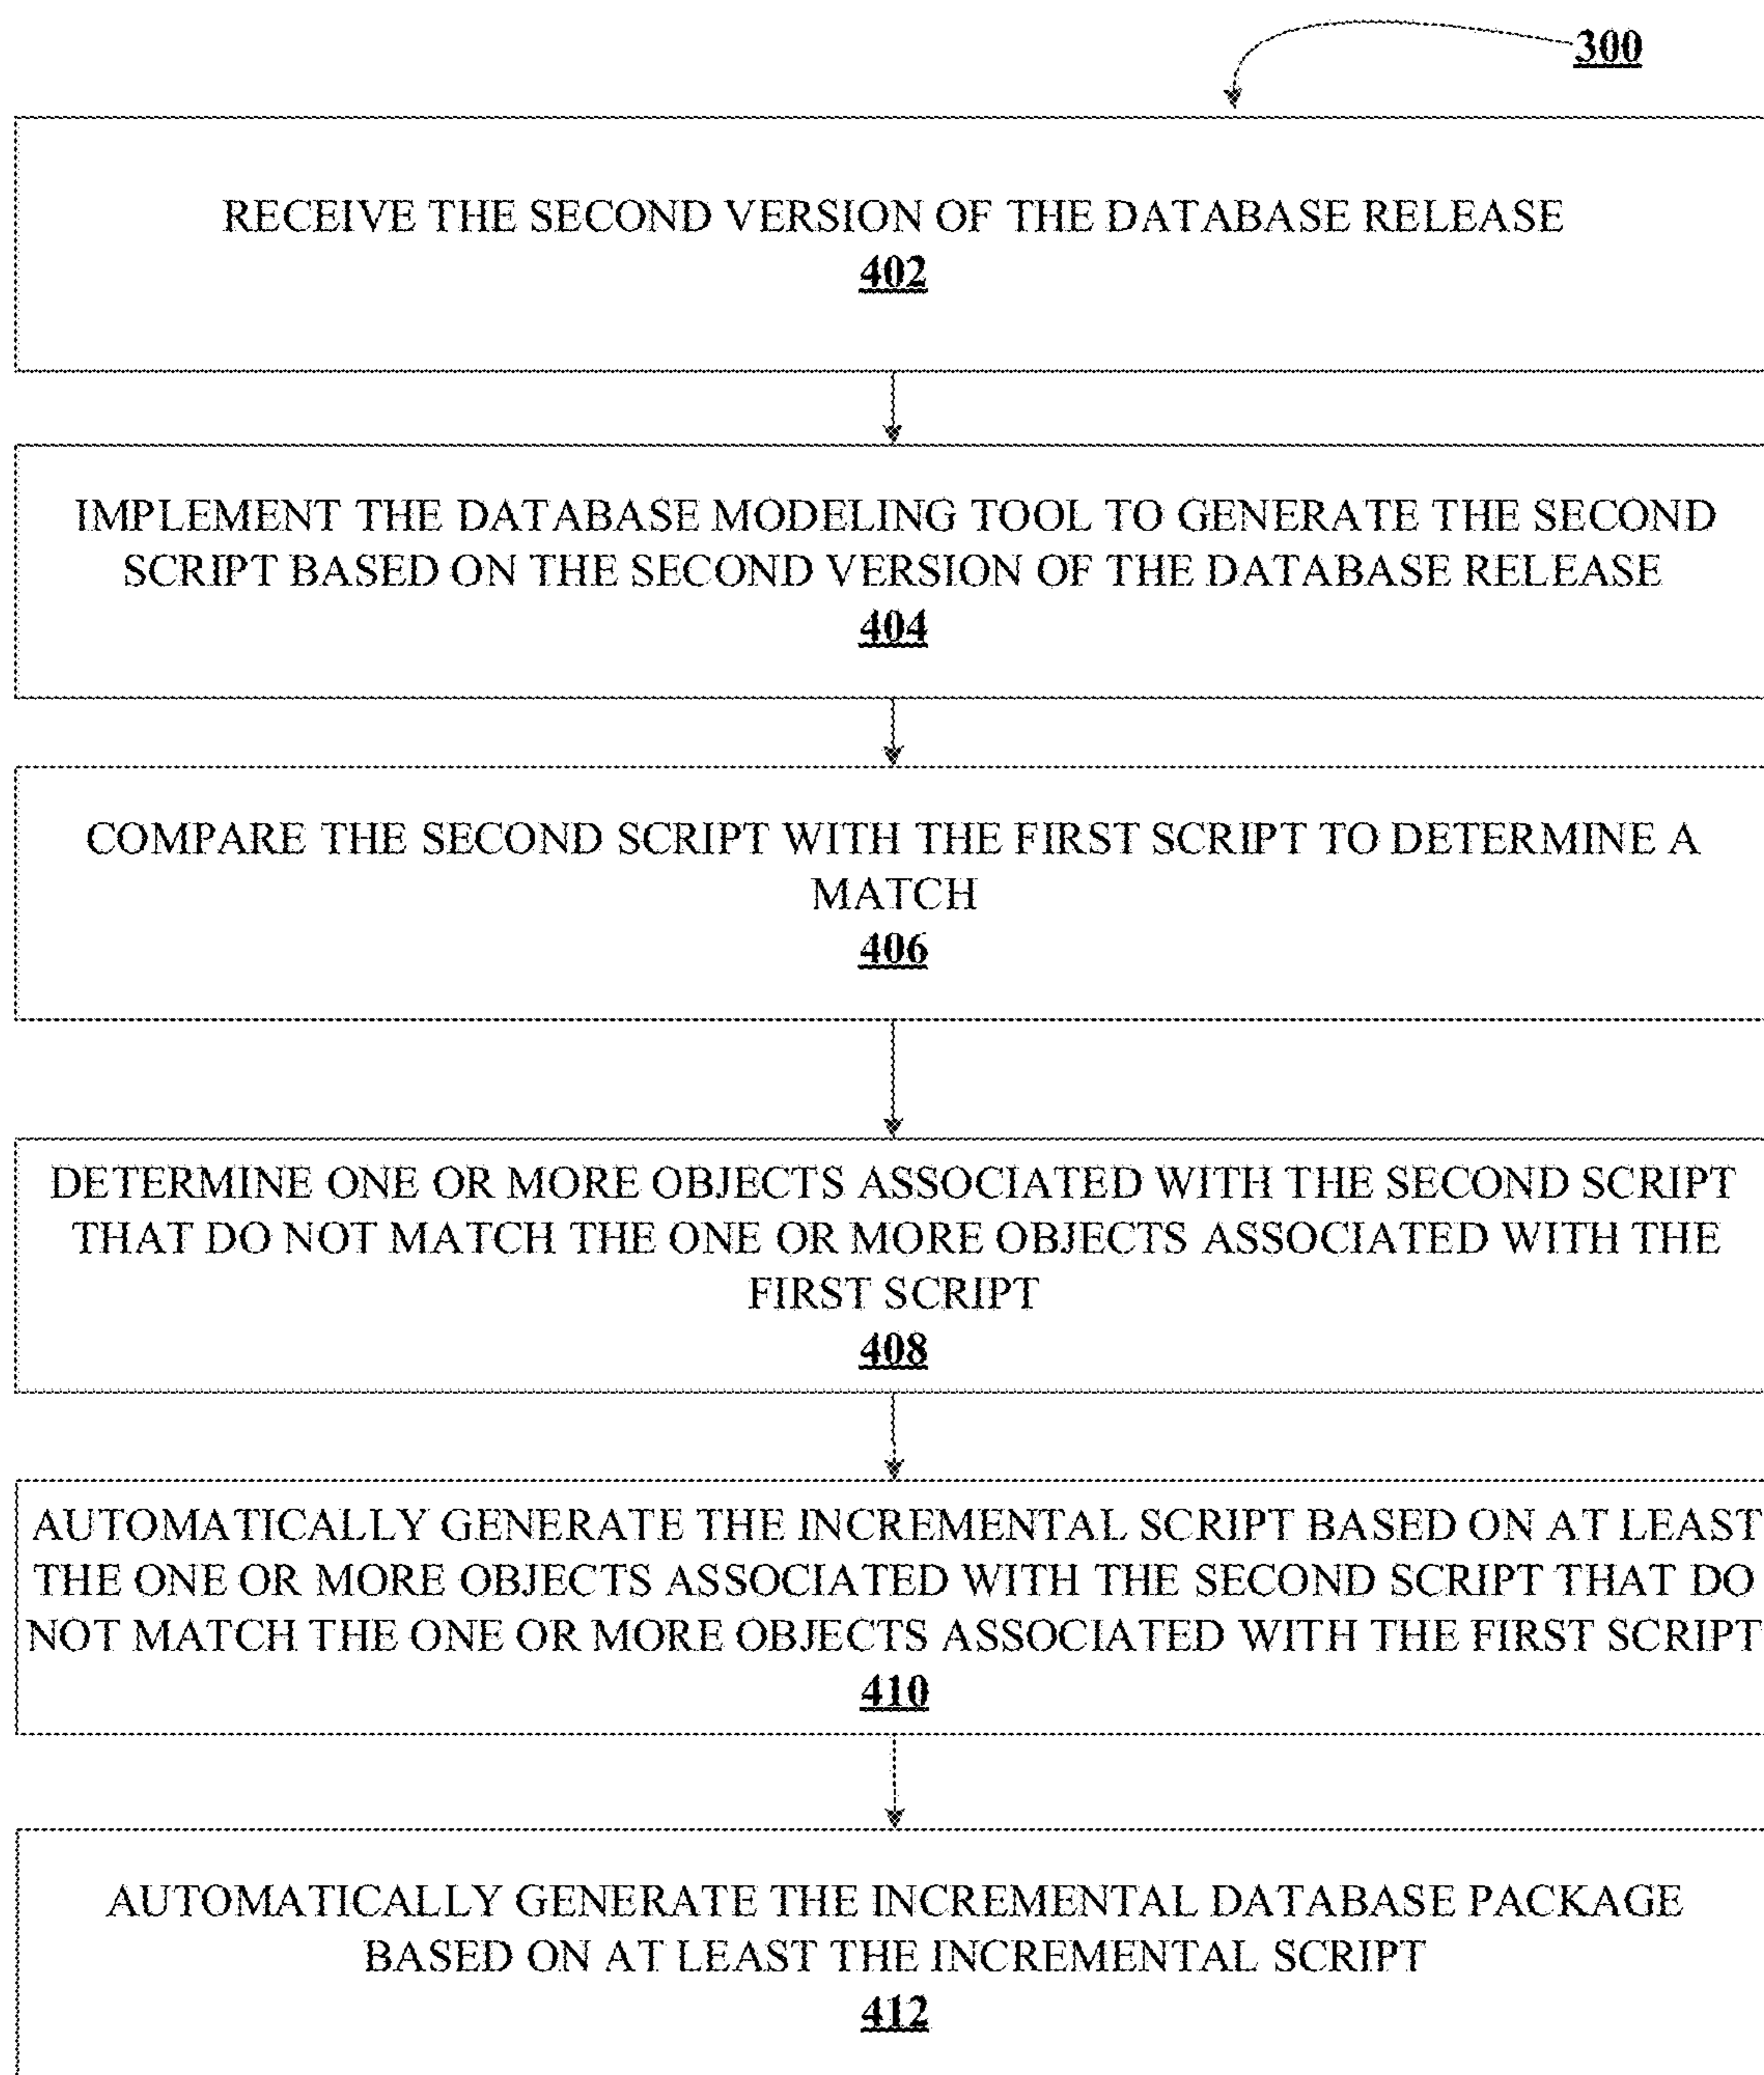 300
RECEIVE THE SECOND VERSION OF THE DATABASE RELEASE
402
IMPLEMENT THE DATABASE MODELING TOOL TO GENERATE THE SECOND
SCRIPT BASED ON THE SECOND VERSION OF THE DATABASE RELEASE
404
COMPARE THE SECOND SCRIPT WITH THE FIRST SCRIPT TO DETERMINE A
MATCH
406
DETERMINE ONE OR MORE OBJECTS ASSOCIATED WITH THE SECOND SCRIPT
THAT DO NOT MATCH THE ONE OR MORE OBJECTS ASSOCIATED WITH THE
FIRST SCRIPT
408
AUTOMATICALLY GENERATE THE INCREMENTAL SCRIPT BASED ON AT LEAST
THE ONE OR MORE OBJECTS ASSOCIATED WITH THE SECOND SCRIPT THAT DO
NOT MATCH THE ONE OR MORE OBJECTS ASSOCIATED WITH THE FIRST SCRIPT
410
AUTOMATICALLY GENERATE THE INCREMENTAL DATABASE PACKAGE
BASED ON AT LEAST THE INCREMENTAL SCRIPT
412